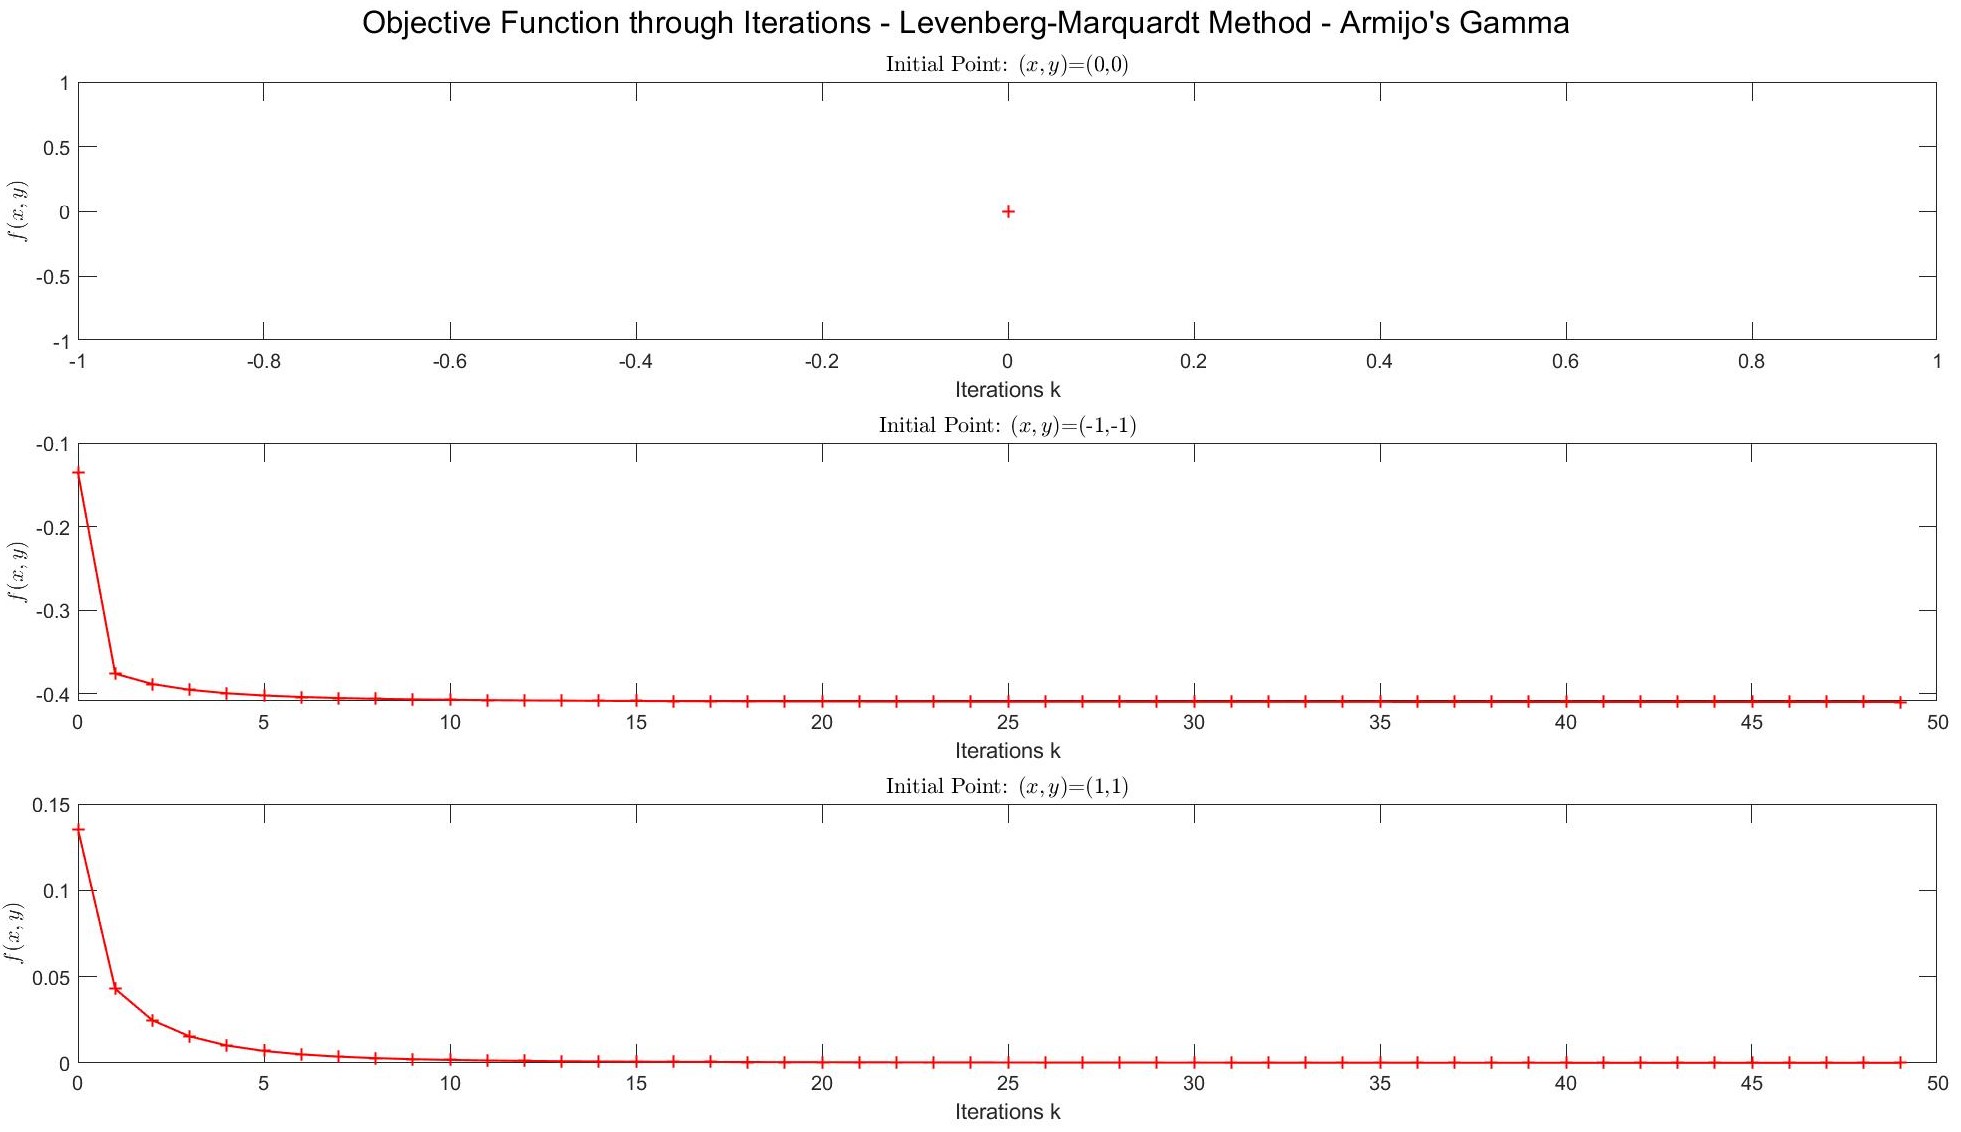 Objective Function through Iterations - Levenberg-Marquardt Method - Armijo's Gamma
Initial Point: (x, y)=(0,0)
1
0.5
0
-0.5
-1
f(x, y)
-1 -0.8 -0.6 -0.4 -0.2 0 0.2 0.4 0.6 0.8 1
Iterations k
Initial Point: (x, y)=(-1,-1)
-0.1
-0.2
-0.3
-0.4
f(x, y)
0 5 10 15 20 25 30 35 40 45 50
Iterations k
Initial Point: (x, y)=(1,1)
0.15
0.1
0.05
0
f(x, y)
0 5 10 15 20 25 30 35 40 45 50
Iterations k